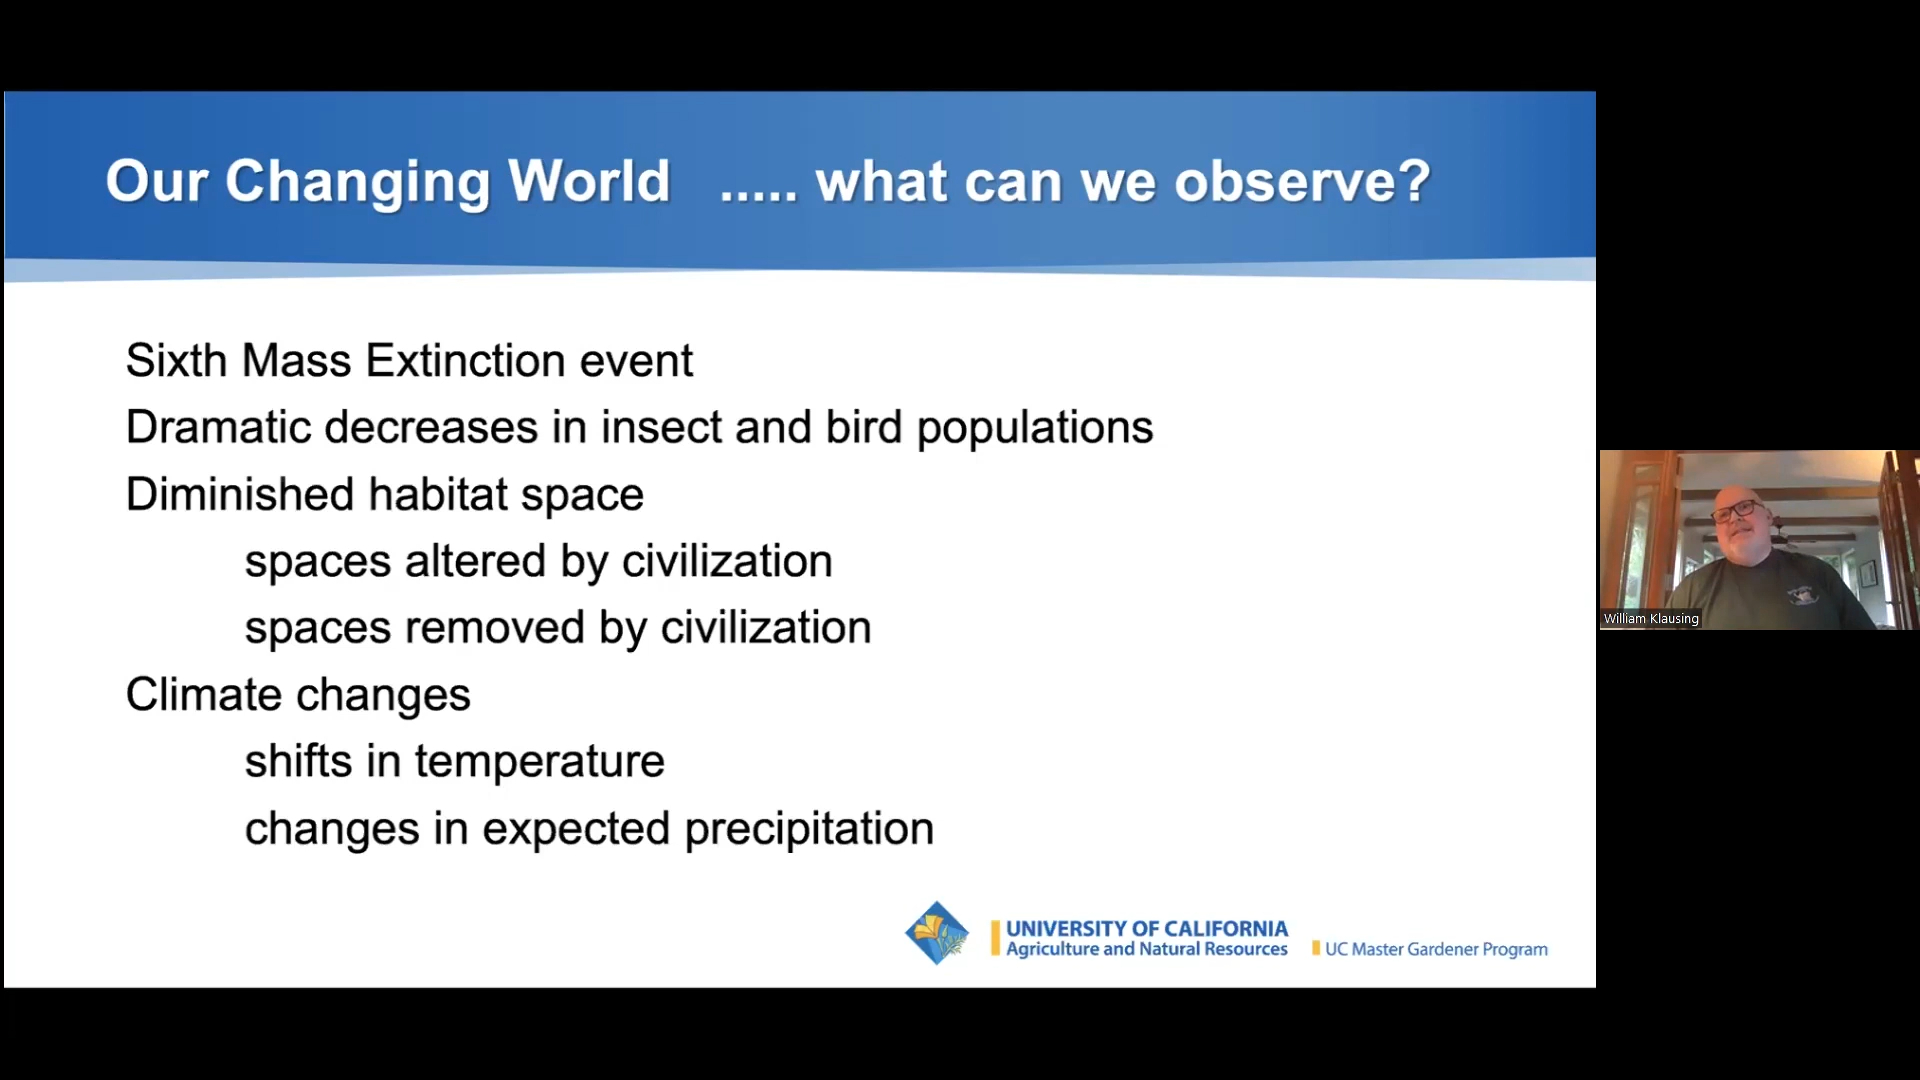 Our Changing World ..... what can we observe?
Sixth Mass Extinction event
Dramatic decreases in insect and bird populations
Diminished habitat space
spaces altered by civilization
spaces removed by civilization
Climate changes
shifts in temperature
changes in expected precipitation
UNIVERSITY OF CALIFORNIA
Agriculture and Natural Resources
UC Master Gardener Program
William Klausing